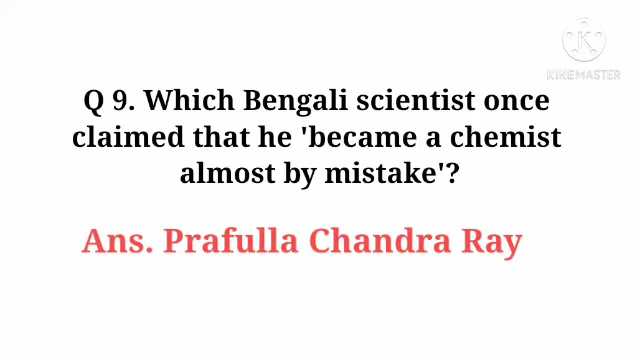 K
KINEMASTER
Q 9. Which Bengali scientist once
claimed that he 'became a chemist
almost by mistake'?
Ans. Prafulla Chandra Ray